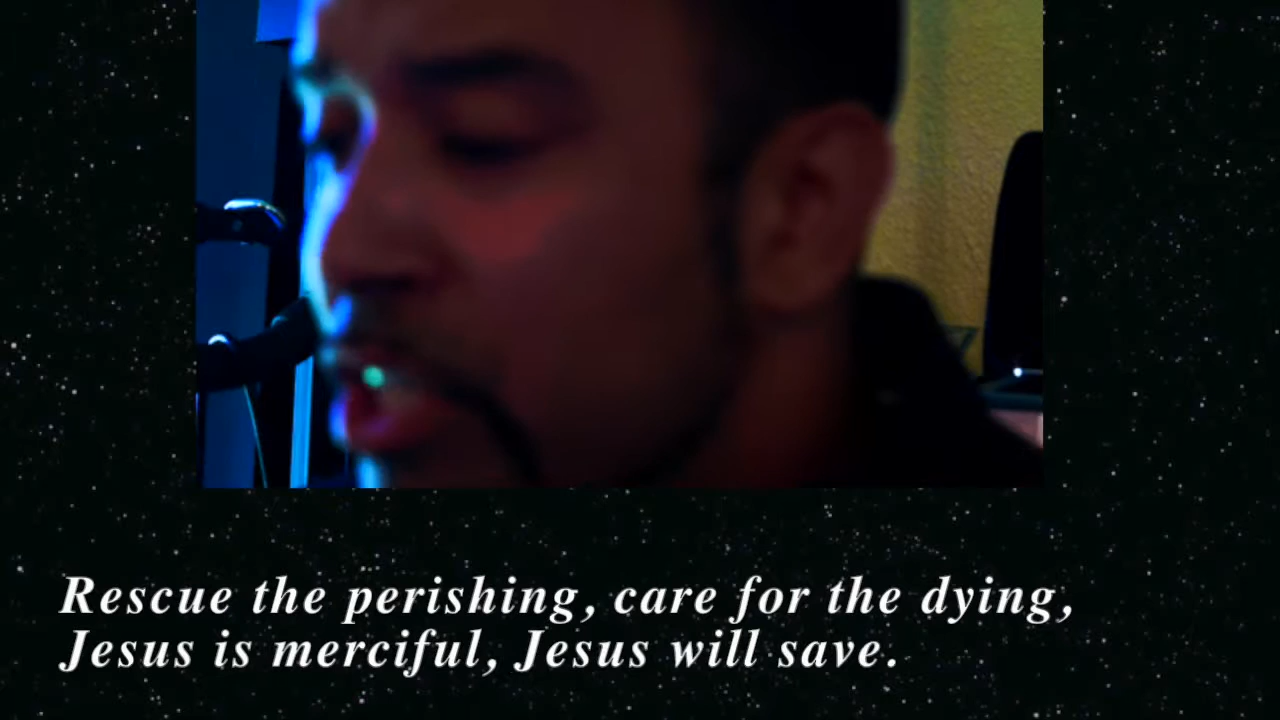 Rescue the perishing, care for the dying,
Jesus is merciful, Jesus will save.